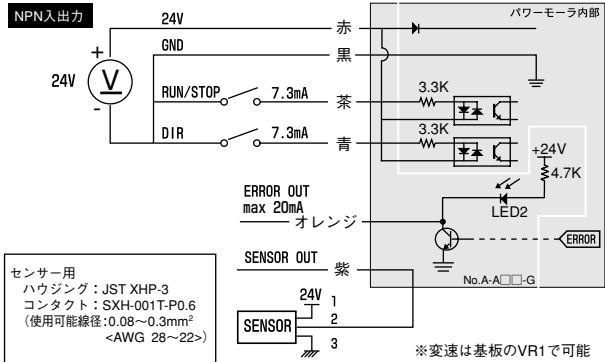 NPN入出力
パワーモーラ内部
24V
赤
GND
黒
+
24V
V
-
RUN/STOP
7.3mA
茶
3.3K
DIR
7.3mA
青
3.3K
+24V
4.7K
LED2
ERROR OUT
max 20mA
オレンジ
ERROR
SENSOR OUT
紫
No.A-A□□-G
センサー用
ハウジング：JST XHP-3
コンタクト：SXH-001T-P0.6
（使用可能線径：0.08～0.3mm²
<AWG 28～22>）
24V
1
SENSOR
2
3
※変速は基板のVR1で可能